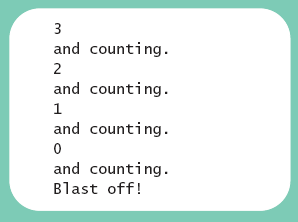 3
and counting.
2
and counting.
1
and counting.
0
and counting.
Blast off!